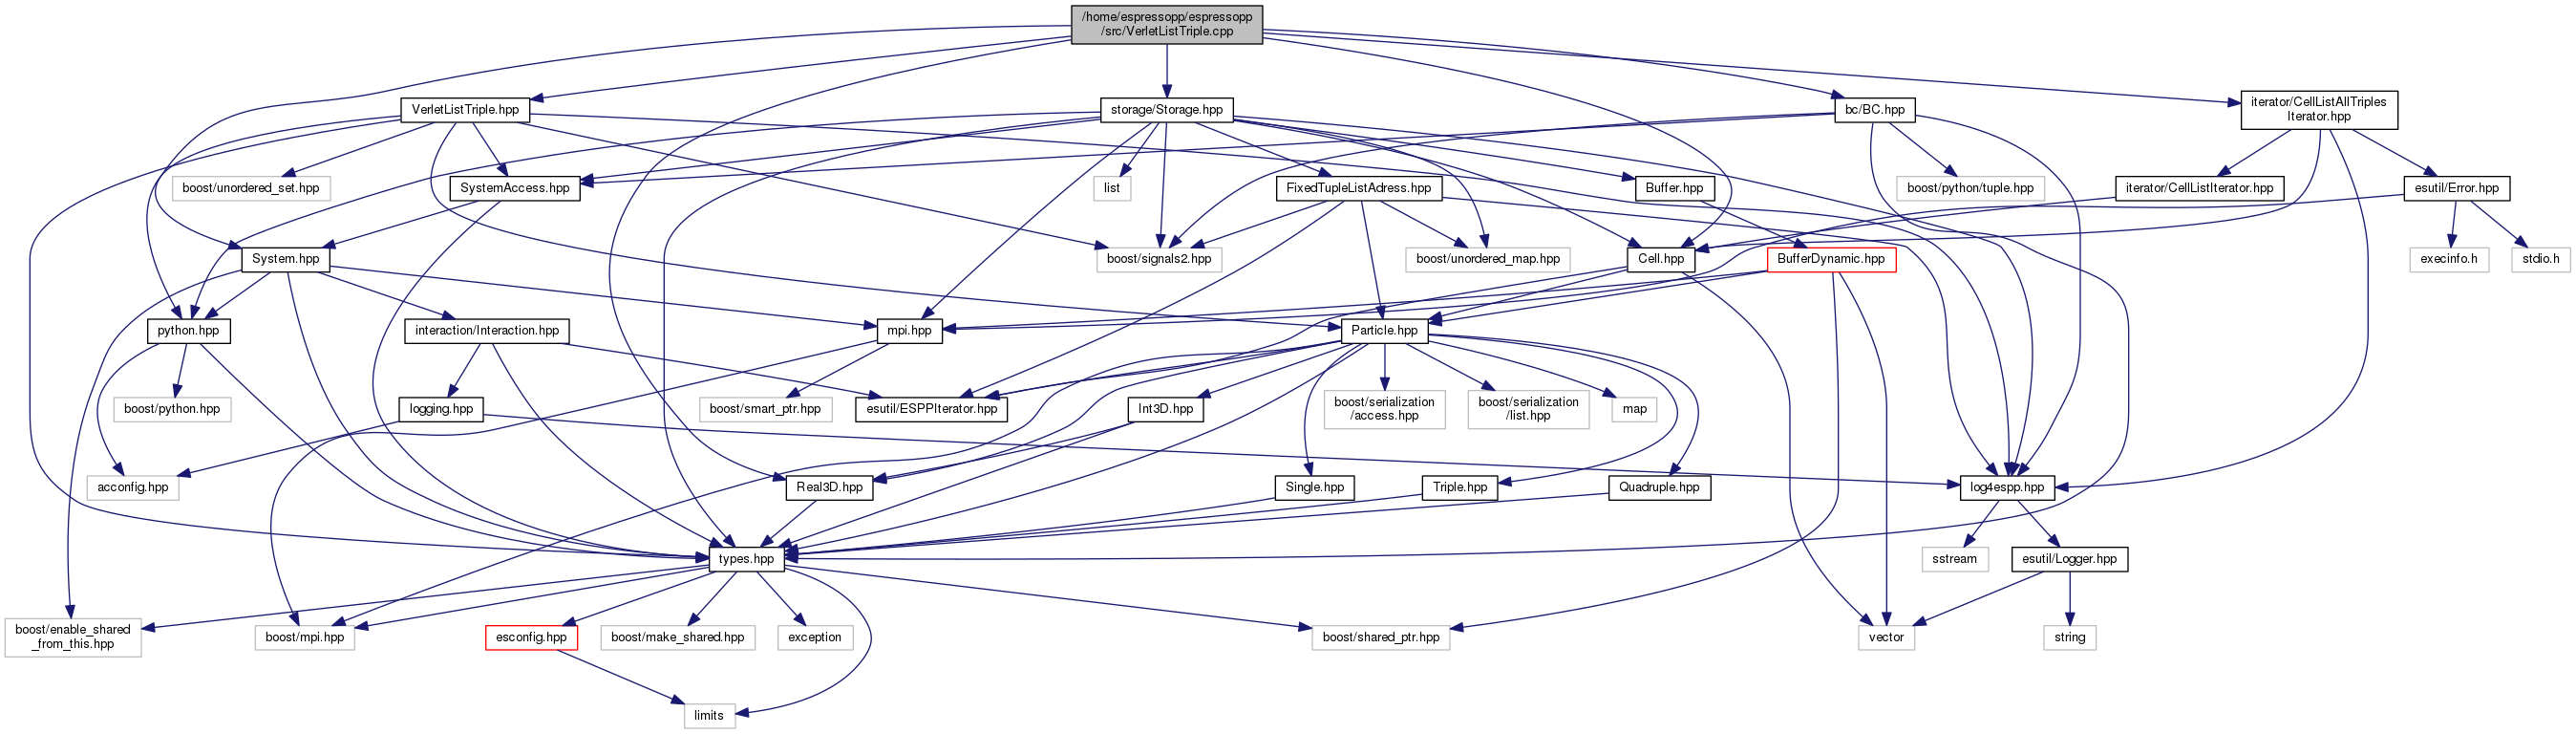 /home/espressopp/espressopp
/src/VerletListTriple.cpp
VerletListTriple.hpp
storage/Storage.hpp
bc/BC.hpp
iterator/CellListAllTriples
Iterator.hpp
boost/unordered_set.hpp
SystemAccess.hpp
list
FixedTupleListAdress.hpp
Buffer.hpp
boost/python/tuple.hpp
iterator/CellListIterator.hpp
esutil/Error.hpp
System.hpp
boost/signals2.hpp
boost/unordered_map.hpp
Cell.hpp
BufferDynamic.hpp
execinfo.h
stdio.h
python.hpp
interaction/Interaction.hpp
mpi.hpp
Particle.hpp
boost/python.hpp
logging.hpp
boost/smart_ptr.hpp
esutil/ESPPIterator.hpp
Int3D.hpp
boost/serialization
/access.hpp
boost/serialization
/list.hpp
map
acconfig.hpp
Real3D.hpp
Single.hpp
Triple.hpp
Quadruple.hpp
log4espp.hpp
types.hpp
sstream
esutil/Logger.hpp
boost/enable_shared
_from_this.hpp
boost/mpi.hpp
esconfig.hpp
boost/make_shared.hpp
exception
boost/shared_ptr.hpp
vector
string
limits